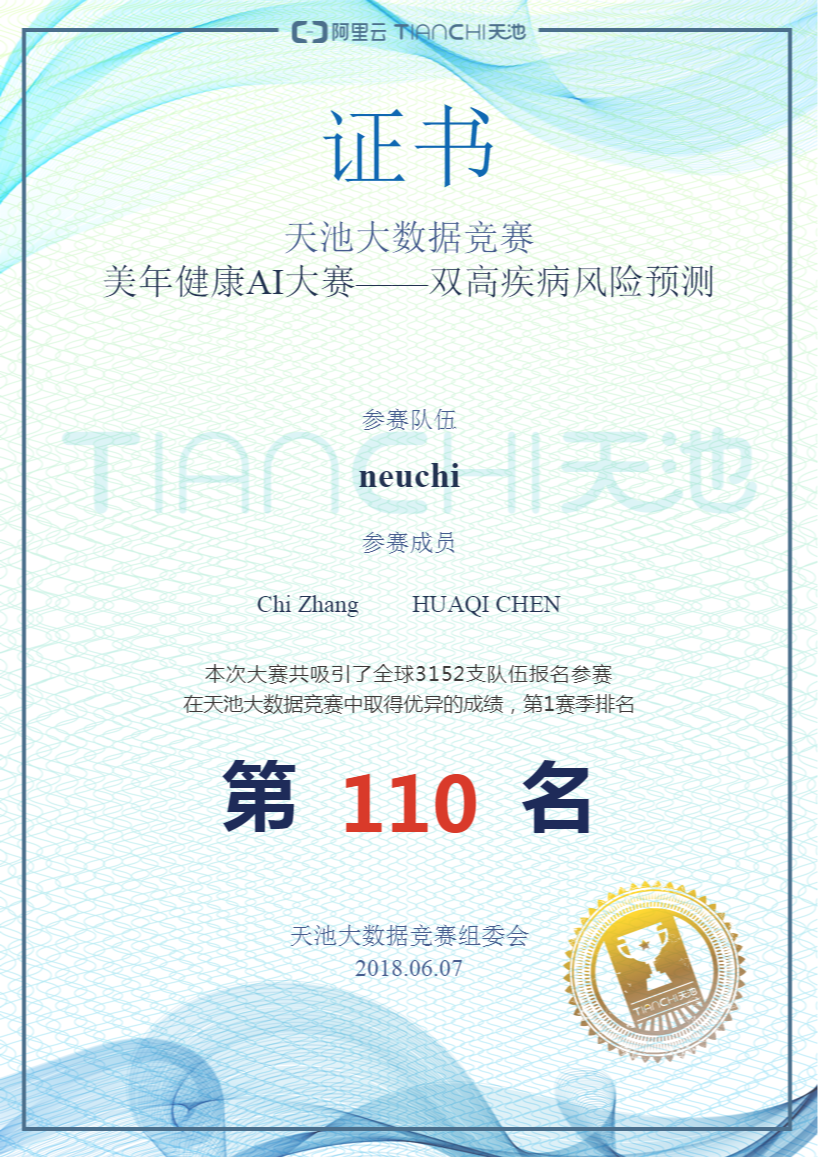 阿里云 TIANCHI天池
证书
天池大数据竞赛
美年健康AI大赛——双高疾病风险预测
参赛队伍
TIANCHI天池
neuchi
参赛成员
Chi Zhang HUAQI CHEN
本次大赛共吸引了全球3152支队伍报名参赛
在天池大数据竞赛中取得优异的成绩，第1赛季排名
第 110 名
天池大数据竞赛组委会
2018.06.07
TIANCHI天池